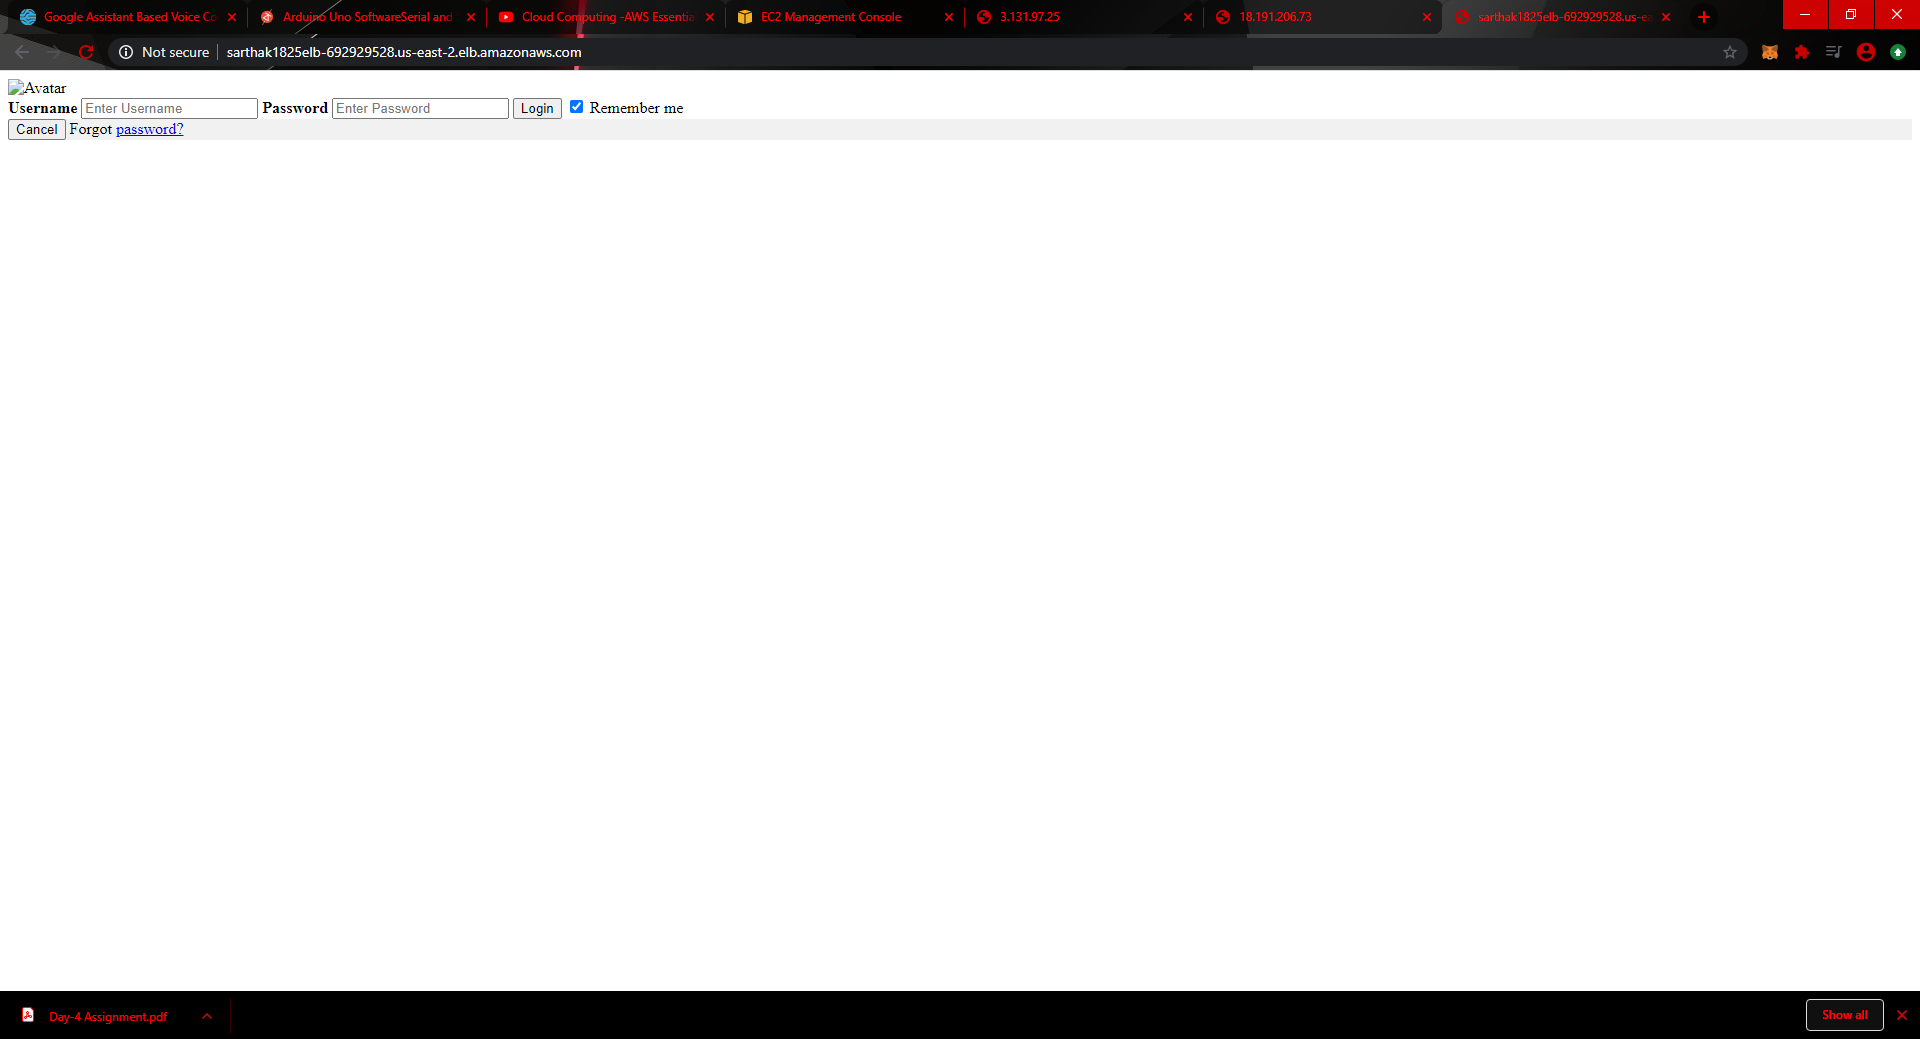 Google Assistant Based Voice Co
Arduino Uno SoftwareSerial and
Cloud Computing -AWS Essentia
EC2 Management Console
3.131.97.25
18.191.206.73
sarthak1825elb-692929528.us-ea
Not secure sarthak1825elb-692929528.us-east-2.elb.amazonaws.com
Avatar
Username Enter Username Password Enter Password Login Remember me
Cancel Forgot password?
Day-4 Assignment.pdf Show all